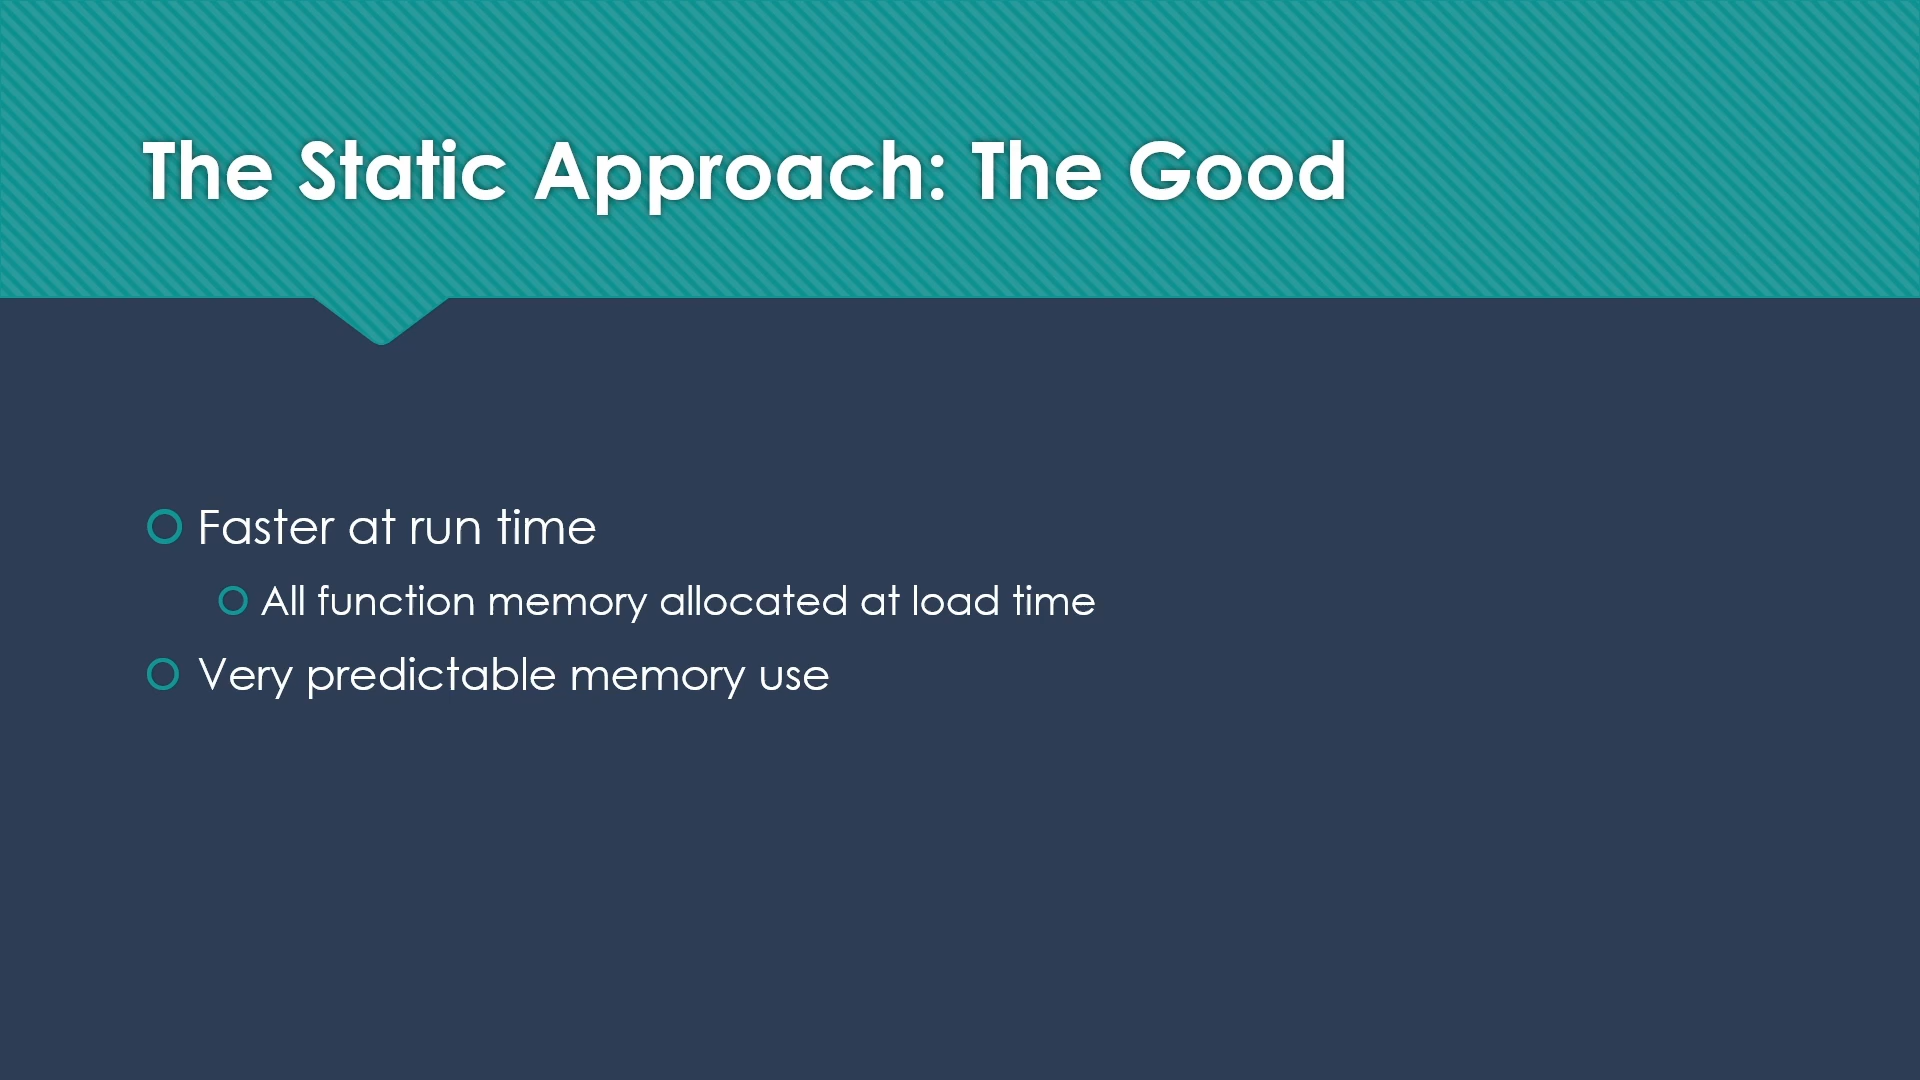 The Static Approach: The Good
Faster at run time
All function memory allocated at load time
Very predictable memory use